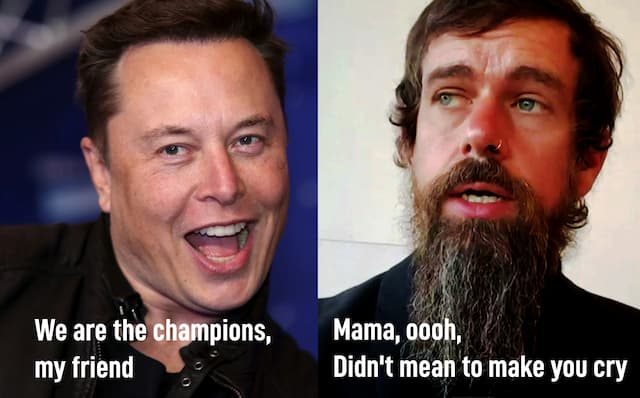 We are the champions,
my friend
Mama, oooh,
Didn't mean to make you cry